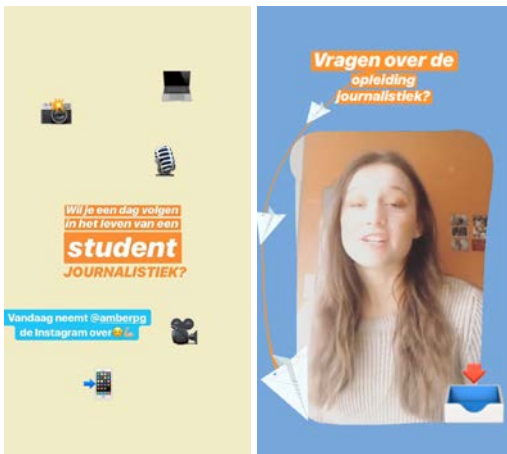 Wil je een dag volgen
in het leven van een
student
JOURNALISTIEK?
Vandaag neemt @amberpg
de Instagram over
Vragen over de
opleiding
journalistiek?